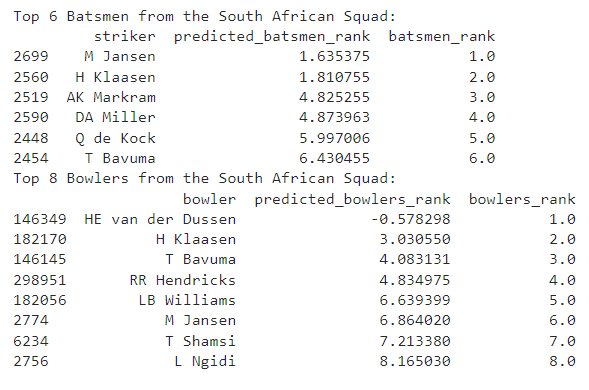 Top 6 Batsmen from the South African Squad:
striker predicted_batsmen_rank batsmen_rank
2699 M Jansen 1.635375 1.0
2560 H Klaasen 1.810755 2.0
2519 AK Markram 4.825255 3.0
2590 DA Miller 4.873963 4.0
2448 Q de Kock 5.997006 5.0
2454 T Bavuma 6.430455 6.0
Top 8 Bowlers from the South African Squad:
bowler predicted_bowlers_rank bowlers_rank
146349 HE van der Dussen -0.578298 1.0
182170 H Klaasen 3.030550 2.0
146145 T Bavuma 4.083131 3.0
298951 RR Hendricks 4.834975 4.0
182056 LB Williams 6.639399 5.0
2774 M Jansen 6.864020 6.0
6234 T Shamsi 7.213380 7.0
2756 L Ngidi 8.165030 8.0